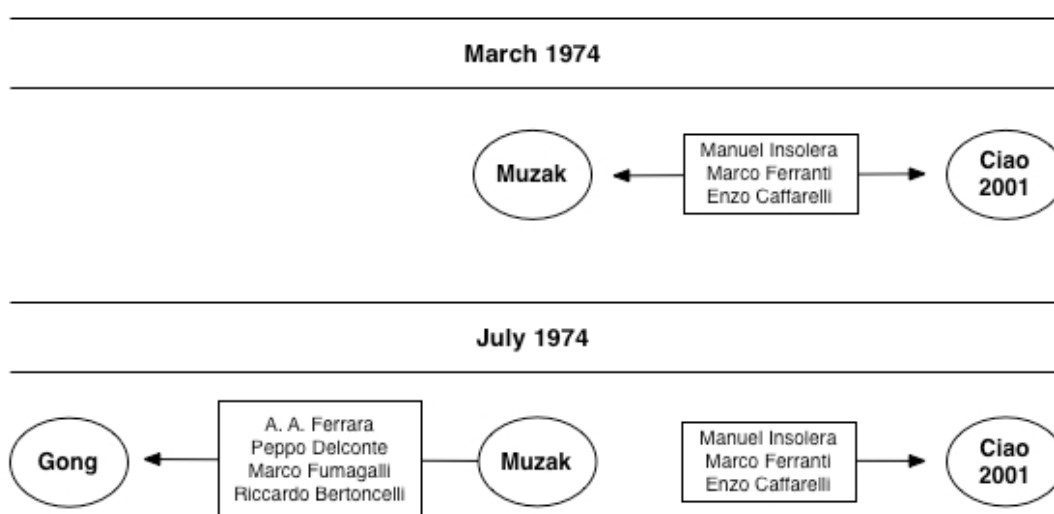 March 1974
Muzak
Manuel Insolera
Marco Ferranti
Enzo Caffarelli
Ciao
2001
July 1974
Gong
A. A. Ferrara
Peppo Delconte
Marco Fumagalli
Riccardo Bertoncelli
Muzak
Manuel Insolera
Marco Ferranti
Enzo Caffarelli
Ciao
2001